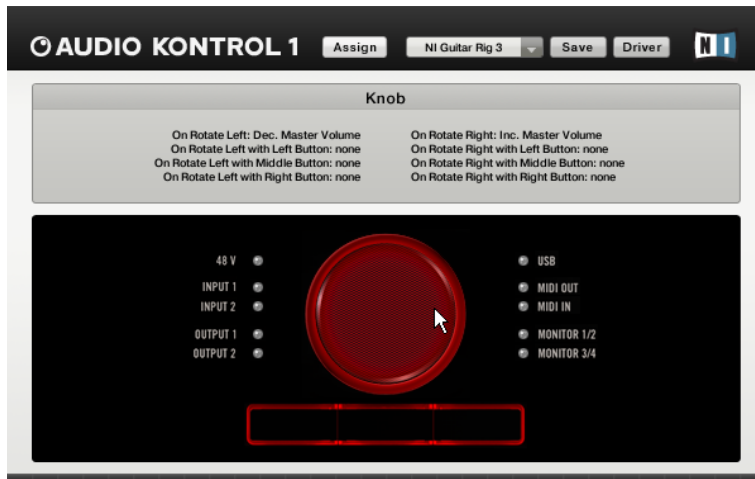 AUDIO KONTROL 1 Assign NI Guitar Rig 3 Save Driver NI
Knob
On Rotate Left: Dec. Master Volume On Rotate Right: Inc. Master Volume
On Rotate Left with Left Button: none On Rotate Right with Left Button: none
On Rotate Left with Middle Button: none On Rotate Right with Middle Button: none
On Rotate Left with Right Button: none On Rotate Right with Right Button: none
48 V USB
INPUT 1 MIDI OUT
INPUT 2 MIDI IN
OUTPUT 1 MONITOR 1/2
OUTPUT 2 MONITOR 3/4